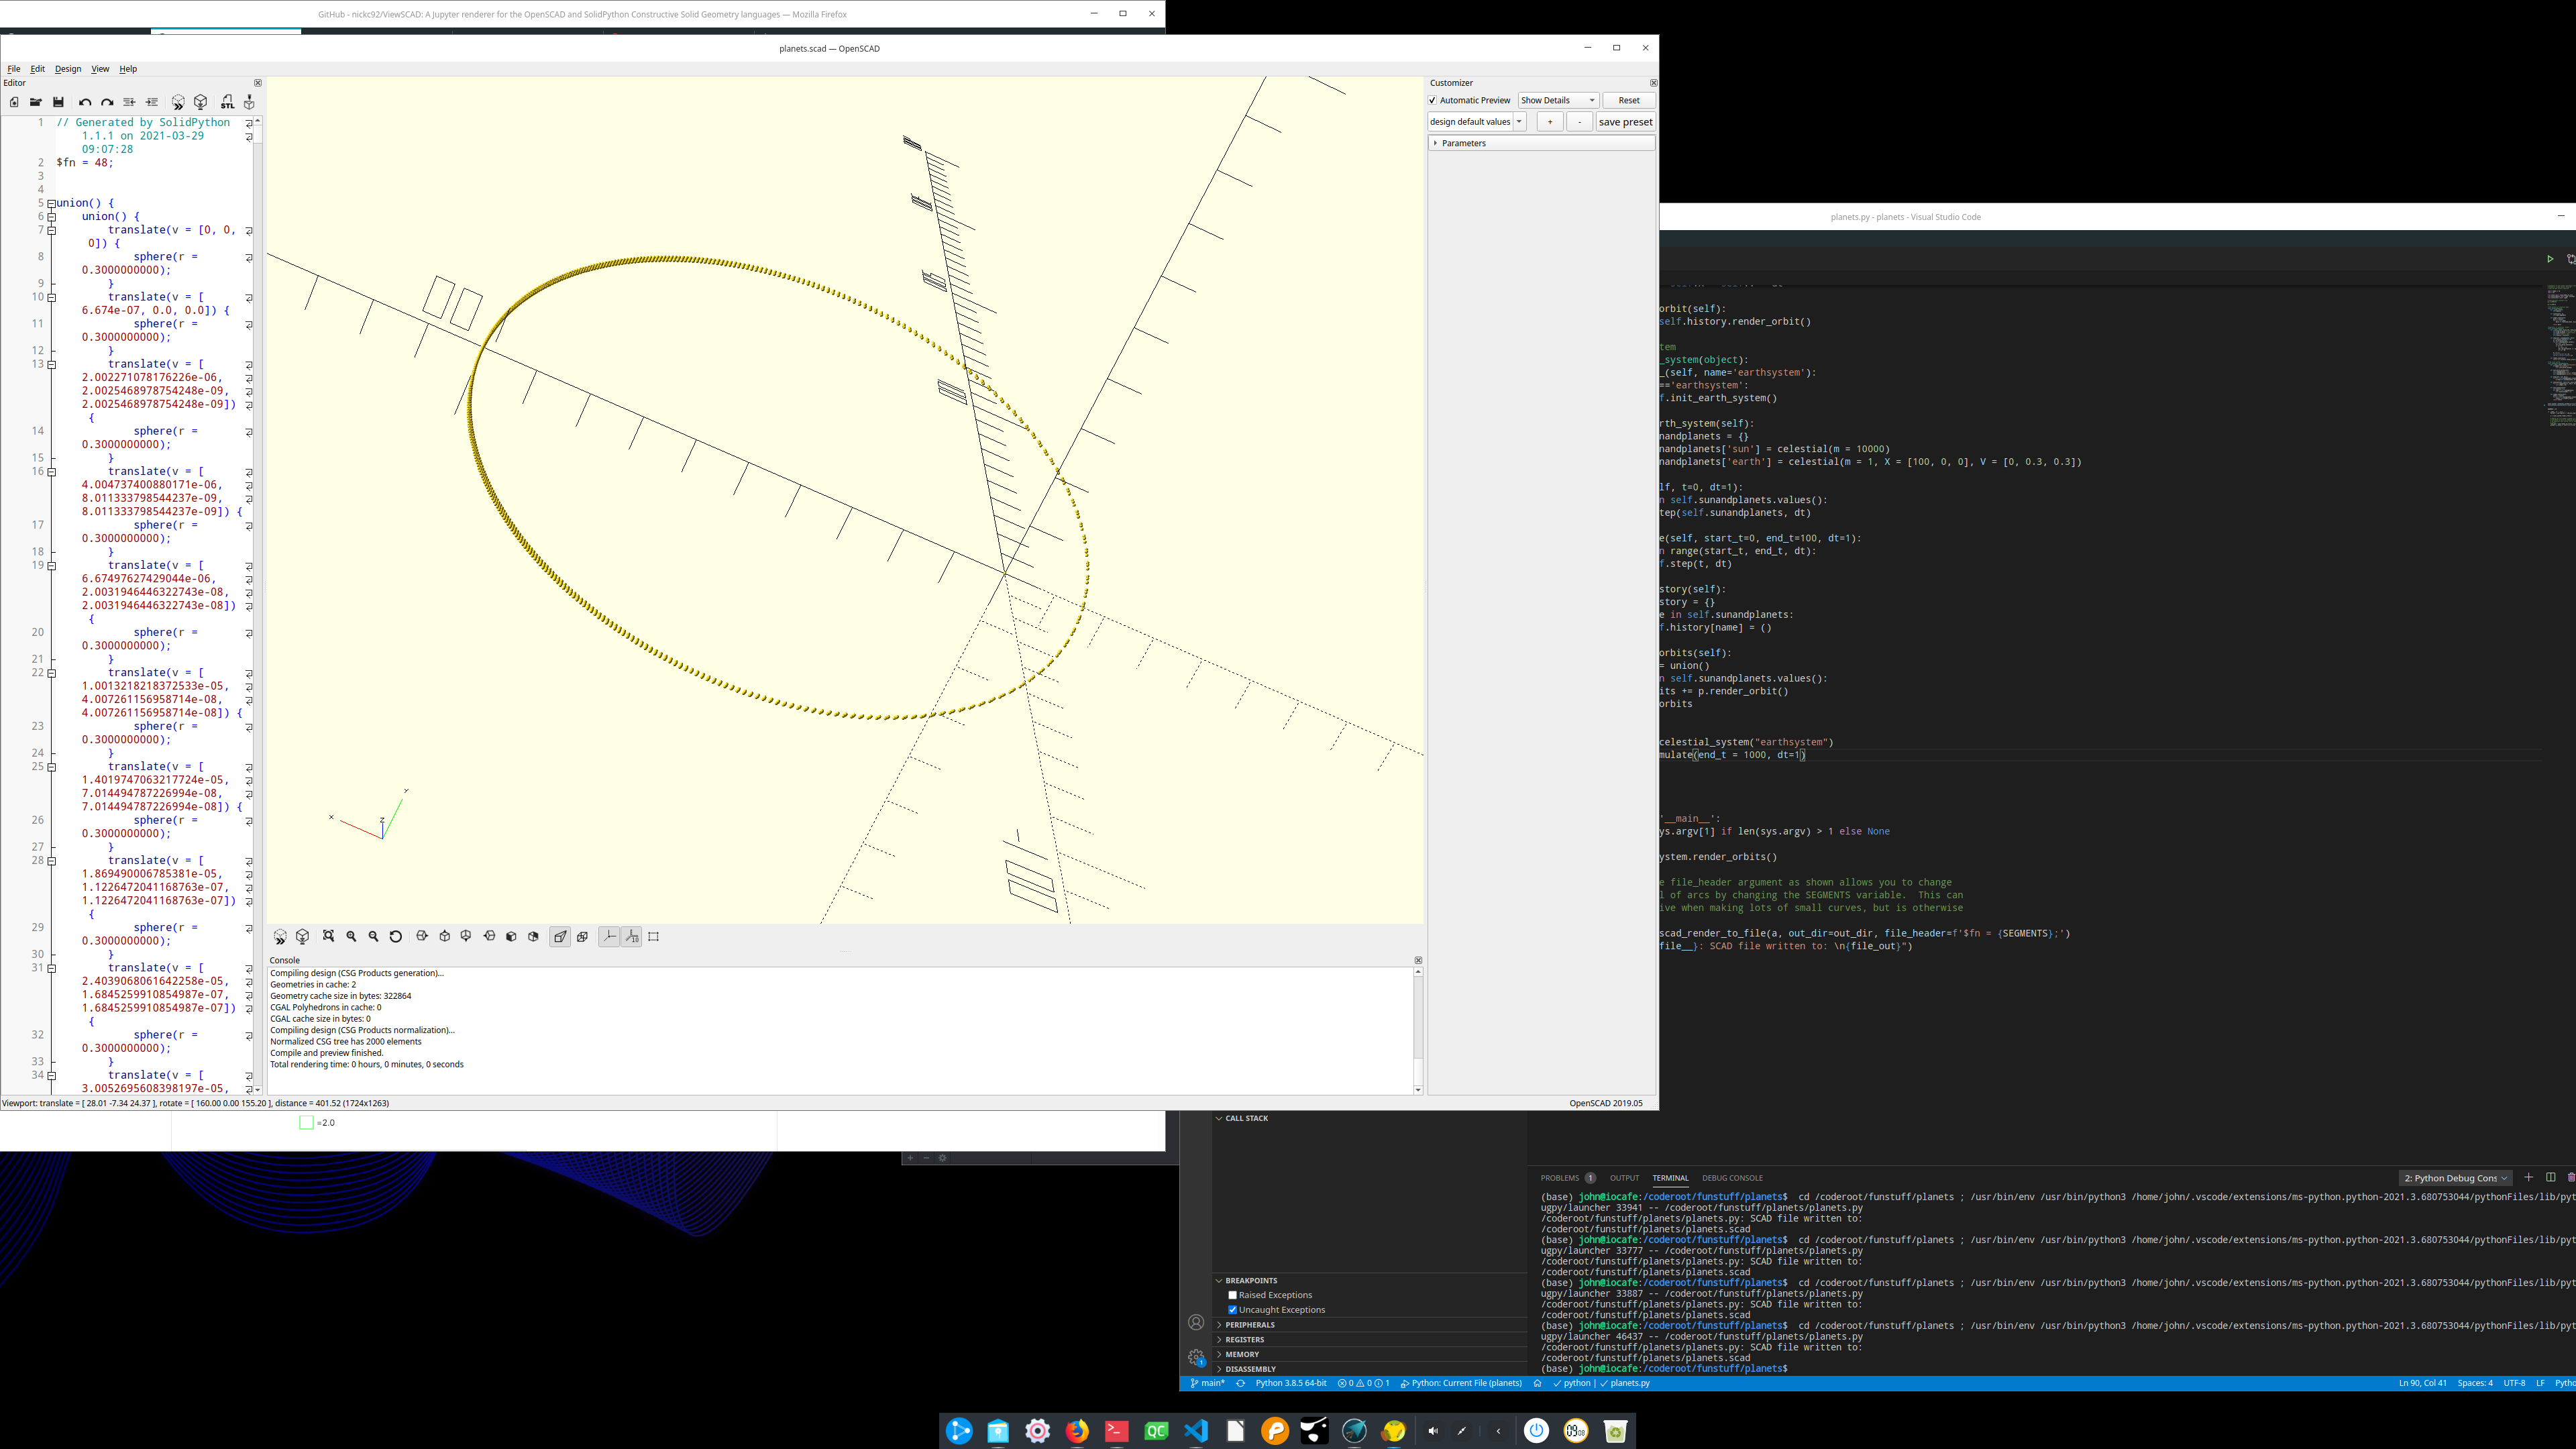 GitHub - nickc92/ViewSCAD: A Jupyter renderer for the OpenSCAD and SolidPython Constructive Solid Geometry languages — Mozilla Firefox
planets.scad — OpenSCAD
File Edit Design View Help
Editor
STL
1 // Generated by SolidPython
1.1.1 on 2021-03-29
09:07:28
2 $fn = 48;
3
4
5 union() {
6 union() {
7 translate(v = [0, 0,
0]) {
8 sphere(r =
0.3000000000);
9 }
10 translate(v = [
6.674e-07, 0.0, 0.0]) {
11 sphere(r =
0.3000000000);
12 }
13 translate(v = [
2.002271078176226e-06,
2.0025468978754248e-09,
2.0025468978754248e-09])
{
14 sphere(r =
0.3000000000);
15 }
16 translate(v = [
4.004737400880171e-06,
8.011333798544237e-09,
8.011333798544237e-09]) {
17 sphere(r =
0.3000000000);
18 }
19 translate(v = [
6.67497627429044e-06,
2.0031946446322743e-08,
2.0031946446322743e-08])
{
20 sphere(r =
0.3000000000);
21 }
22 translate(v = [
1.0013218218372533e-05,
4.007261156958714e-08,
4.007261156958714e-08]) {
23 sphere(r =
0.3000000000);
24 }
25 translate(v = [
1.4019747063217724e-05,
7.014494787226994e-08,
7.014494787226994e-08]) {
26 sphere(r =
0.3000000000);
27 }
28 translate(v = [
1.869490006785381e-05,
1.1226472041168763e-07,
1.1226472041168763e-07])
{
29 sphere(r =
0.3000000000);
30 }
31 translate(v = [
2.4039068061642258e-05,
1.6845259910854987e-07,
1.6845259910854987e-07])
{
32 sphere(r =
0.3000000000);
33 }
34 translate(v = [
3.0052695608398197e-05,
x
Y
Z
Console
Compiling design (CSG Products generation)...
Geometries in cache: 2
Geometry cache size in bytes: 322864
CGAL Polyhedrons in cache: 0
CGAL cache size in bytes: 0
Compiling design (CSG Products normalization)...
Normalized CSG tree has 2000 elements
Compile and preview finished.
Total rendering time: 0 hours, 0 minutes, 0 seconds
Customizer
Automatic Preview Show Details Reset
design default values + - save preset
Parameters
Viewport: translate = [ 28.01 -7.34 24.37 ], rotate = [ 160.00 0.00 155.20 ], distance = 401.52 (1724x1263)
OpenSCAD 2019.05
=2.0
planets.py - planets - Visual Studio Code
orbit(self):
self.history.render_orbit()
tem
_system(object):
_(self, name='earthsystem'):
=='earthsystem':
f.init_earth_system()
rth_system(self):
nandplanets = {}
nandplanets['sun'] = celestial(m = 10000)
nandplanets['earth'] = celestial(m = 1, X = [100, 0, 0], V = [0, 0.3, 0.3])
lf, t=0, dt=1):
n self.sunandplanets.values():
tep(self.sunandplanets, dt)
e(self, start_t=0, end_t=100, dt=1):
n range(start_t, end_t, dt):
f.step(t, dt)
story(self):
story = {}
e in self.sunandplanets:
f.history[name] = ()
orbits(self):
= union()
n self.sunandplanets.values():
its += p.render_orbit()
orbits
celestial_system("earthsystem")
mulate(end_t = 1000, dt=1)
'__main__':
ys.argv[1] if len(sys.argv) > 1 else None
ystem.render_orbits()
e file_header argument as shown allows you to change
l of arcs by changing the SEGMENTS variable.  This can
ive when making lots of small curves, but is otherwise
scad_render_to_file(a, out_dir=out_dir, file_header=f'$fn = {SEGMENTS};')
file__}: SCAD file written to: \n{file_out}")
CALL STACK
BREAKPOINTS
Raised Exceptions
Uncaught Exceptions
PERIPHERALS
REGISTERS
MEMORY
DISASSEMBLY
PROBLEMS 1 OUTPUT TERMINAL DEBUG CONSOLE
2: Python Debug Cons
(base) john@iocafe:/coderoot/funstuff/planets$ cd /coderoot/funstuff/planets ; /usr/bin/env /usr/bin/python3 /home/john/.vscode/extensions/ms-python.python-2021.3.680753044/pythonFiles/lib/pyt
ugpy/launcher 33941 -- /coderoot/funstuff/planets/planets.py
/coderoot/funstuff/planets/planets.py: SCAD file written to:
/coderoot/funstuff/planets/planets.scad
(base) john@iocafe:/coderoot/funstuff/planets$ cd /coderoot/funstuff/planets ; /usr/bin/env /usr/bin/python3 /home/john/.vscode/extensions/ms-python.python-2021.3.680753044/pythonFiles/lib/pyt
ugpy/launcher 33777 -- /coderoot/funstuff/planets/planets.py
/coderoot/funstuff/planets/planets.py: SCAD file written to:
/coderoot/funstuff/planets/planets.scad
(base) john@iocafe:/coderoot/funstuff/planets$ cd /coderoot/funstuff/planets ; /usr/bin/env /usr/bin/python3 /home/john/.vscode/extensions/ms-python.python-2021.3.680753044/pythonFiles/lib/pyt
ugpy/launcher 33887 -- /coderoot/funstuff/planets/planets.py
/coderoot/funstuff/planets/planets.py: SCAD file written to:
/coderoot/funstuff/planets/planets.scad
(base) john@iocafe:/coderoot/funstuff/planets$ cd /coderoot/funstuff/planets ; /usr/bin/env /usr/bin/python3 /home/john/.vscode/extensions/ms-python.python-2021.3.680753044/pythonFiles/lib/pyt
ugpy/launcher 46437 -- /coderoot/funstuff/planets/planets.py
/coderoot/funstuff/planets/planets.py: SCAD file written to:
/coderoot/funstuff/planets/planets.scad
(base) john@iocafe:/coderoot/funstuff/planets$
main* Python 3.8.5 64-bit 0 0 1 Python: Current File (planets) python | planets.py
Ln 90, Col 41 Spaces: 4 UTF-8 LF Pytho
QC
09 08